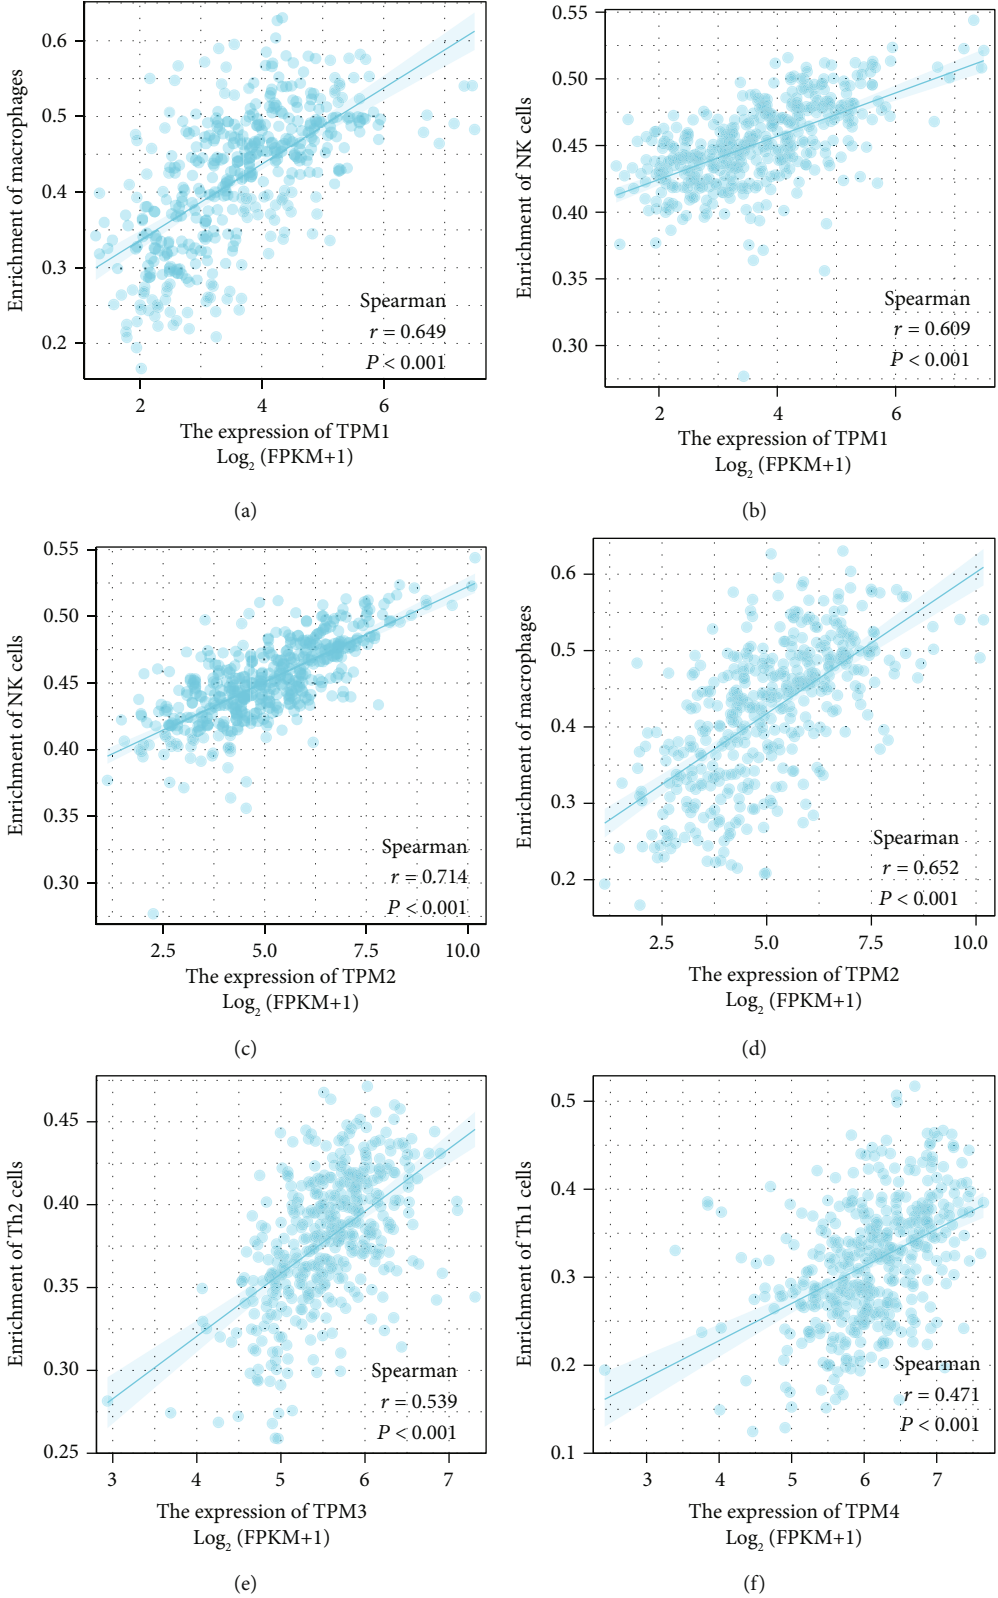 Enrichment of macrophages
0.6
0.5
0.4
0.3
0.2
Spearman
r = 0.649
P < 0.001
2 4 6
The expression of TPM1
Log2 (FPKM+1)
(a)
Enrichment of NK cells
0.55
0.50
0.45
0.40
0.35
0.30
Spearman
r = 0.609
P < 0.001
2 4 6
The expression of TPM1
Log2 (FPKM+1)
(b)
Enrichment of NK cells
0.55
0.50
0.45
0.40
0.35
0.30
Spearman
r = 0.714
P < 0.001
2.5 5.0 7.5 10.0
The expression of TPM2
Log2 (FPKM+1)
(c)
Enrichment of macrophages
0.6
0.5
0.4
0.3
0.2
Spearman
r = 0.652
P < 0.001
2.5 5.0 7.5 10.0
The expression of TPM2
Log2 (FPKM+1)
(d)
Enrichment of Th2 cells
0.45
0.40
0.35
0.30
0.25
Spearman
r = 0.539
P < 0.001
3 4 5 6 7
The expression of TPM3
Log2 (FPKM+1)
(e)
Enrichment of Th1 cells
0.5
0.4
0.3
0.2
0.1
Spearman
r = 0.471
P < 0.001
3 4 5 6 7
The expression of TPM4
Log2 (FPKM+1)
(f)